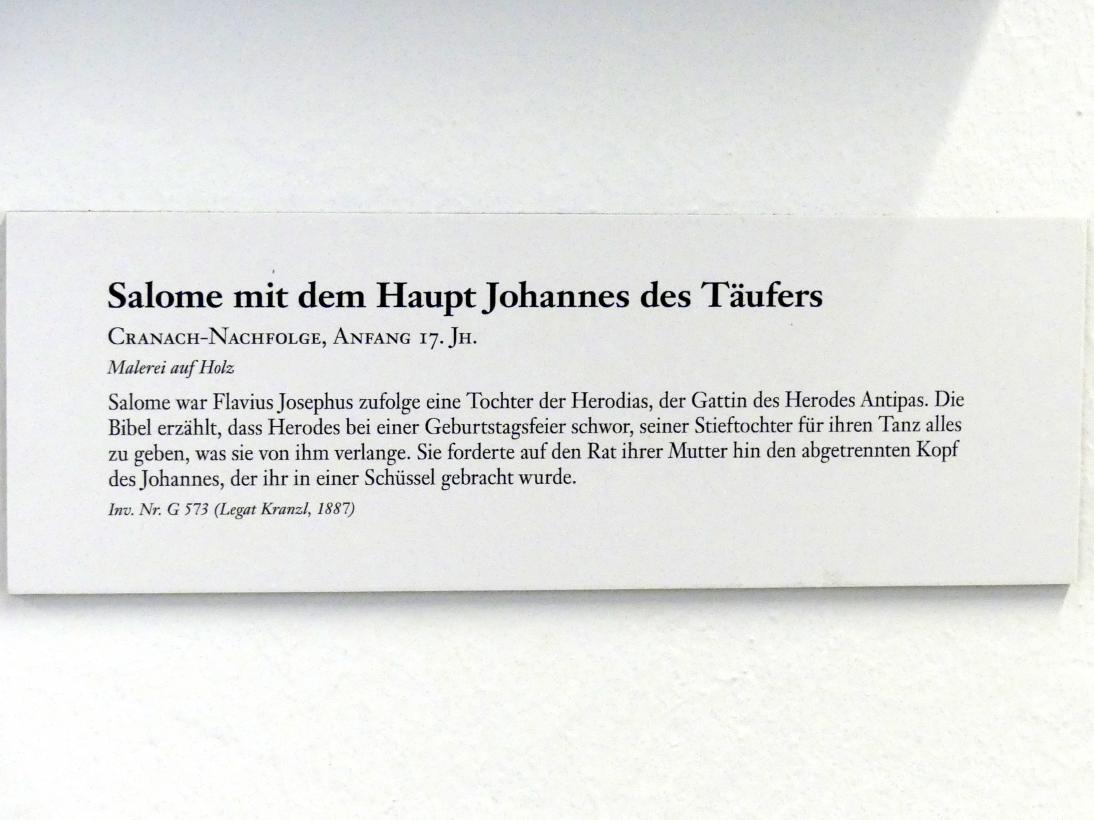 Salome mit dem Haupt Johannes des Täufers
Cranach-Nachfolge, Anfang 17. Jh.
Malerei auf Holz
Salome war Flavius Josephus zufolge eine Tochter der Herodias, der Gattin des Herodes Antipas. Die
Bibel erzählt, dass Herodes bei einer Geburtstagsfeier schwor, seiner Stieftochter für ihren Tanz alles
zu geben, was sie von ihm verlange. Sie forderte auf den Rat ihrer Mutter hin den abgetrennten Kopf
des Johannes, der ihr in einer Schüssel gebracht wurde.
Inv. Nr. G 573 (Legat Kranzl, 1887)